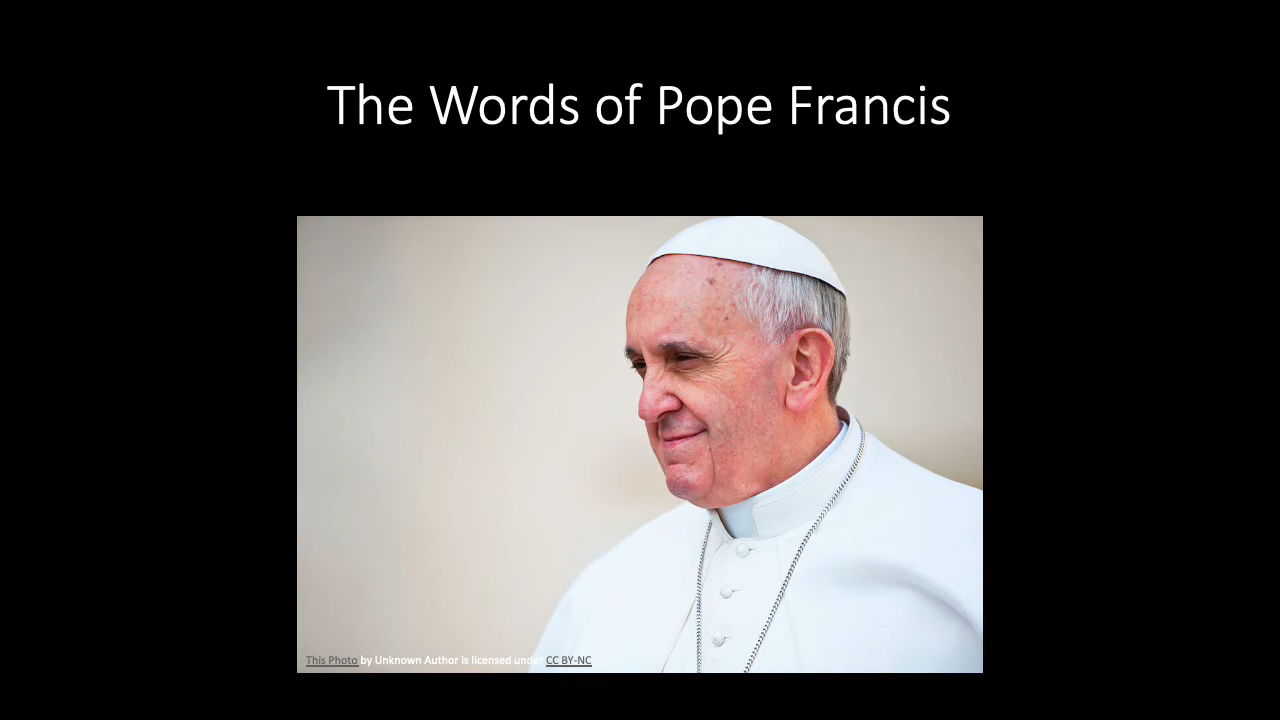 The Words of Pope Francis
This Photo by Unknown Author is licensed under CC BY-NC